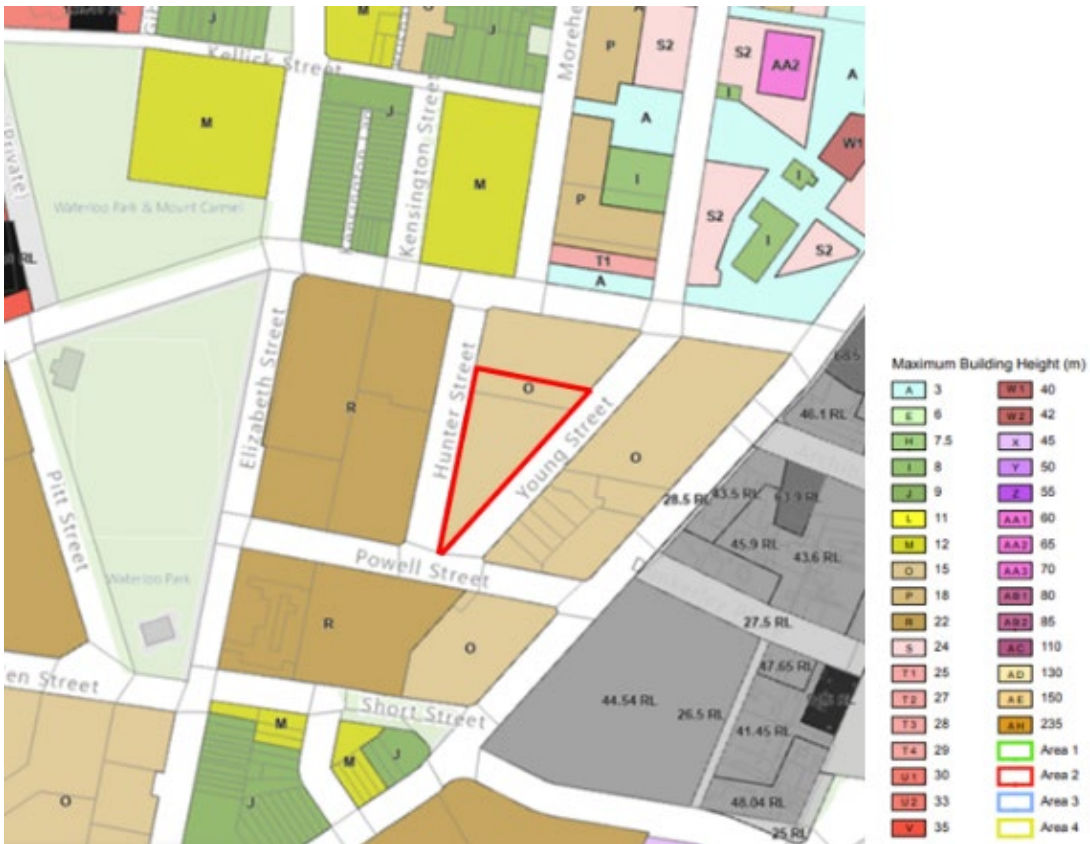 J
M
O
J
P
S2
S2
AA2
A
Kellick Street
Morehe
M
J
Kensington Street
M
A
I
P
I
W1
S2
I
S2
T1
A
(private)
Waterloo Park & Mount Carmel
RL
Elizabeth Street
R
Hunter Street
O
Young Street
O
46.1 RL
Pitt Street
28.5 RL
43.5 RL
63.9 RL
45.9 RL
43.6 RL
Powell Street
Waterloo Park
R
O
27.5 RL
47.65 RL
44.54 RL
26.5 RL
41.45 RL
en Street
Short Street
M
M
J
J
O
48.04 RL
25 RL
Maximum Building Height (m)
A 3
E 6
H 7.5
I 8
J 9
L 11
M 12
O 15
P 18
R 22
S 24
T1 25
T2 27
T3 28
T4 29
U1 30
U2 33
V 35
W1 40
W2 42
X 45
Y 50
Z 55
AA1 60
AA2 65
AA3 70
AB1 80
AB2 85
AC 110
AD 130
AE 150
AH 235
Area 1
Area 2
Area 3
Area 4